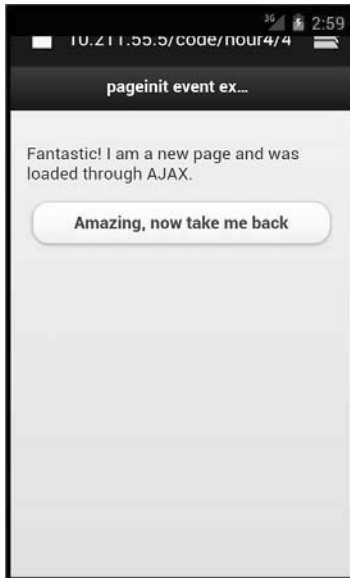 3G 2:59
10.211.55.5/code/hour4/4
pageinit event ex...
Fantastic! I am a new page and was
loaded through AJAX.
Amazing, now take me back